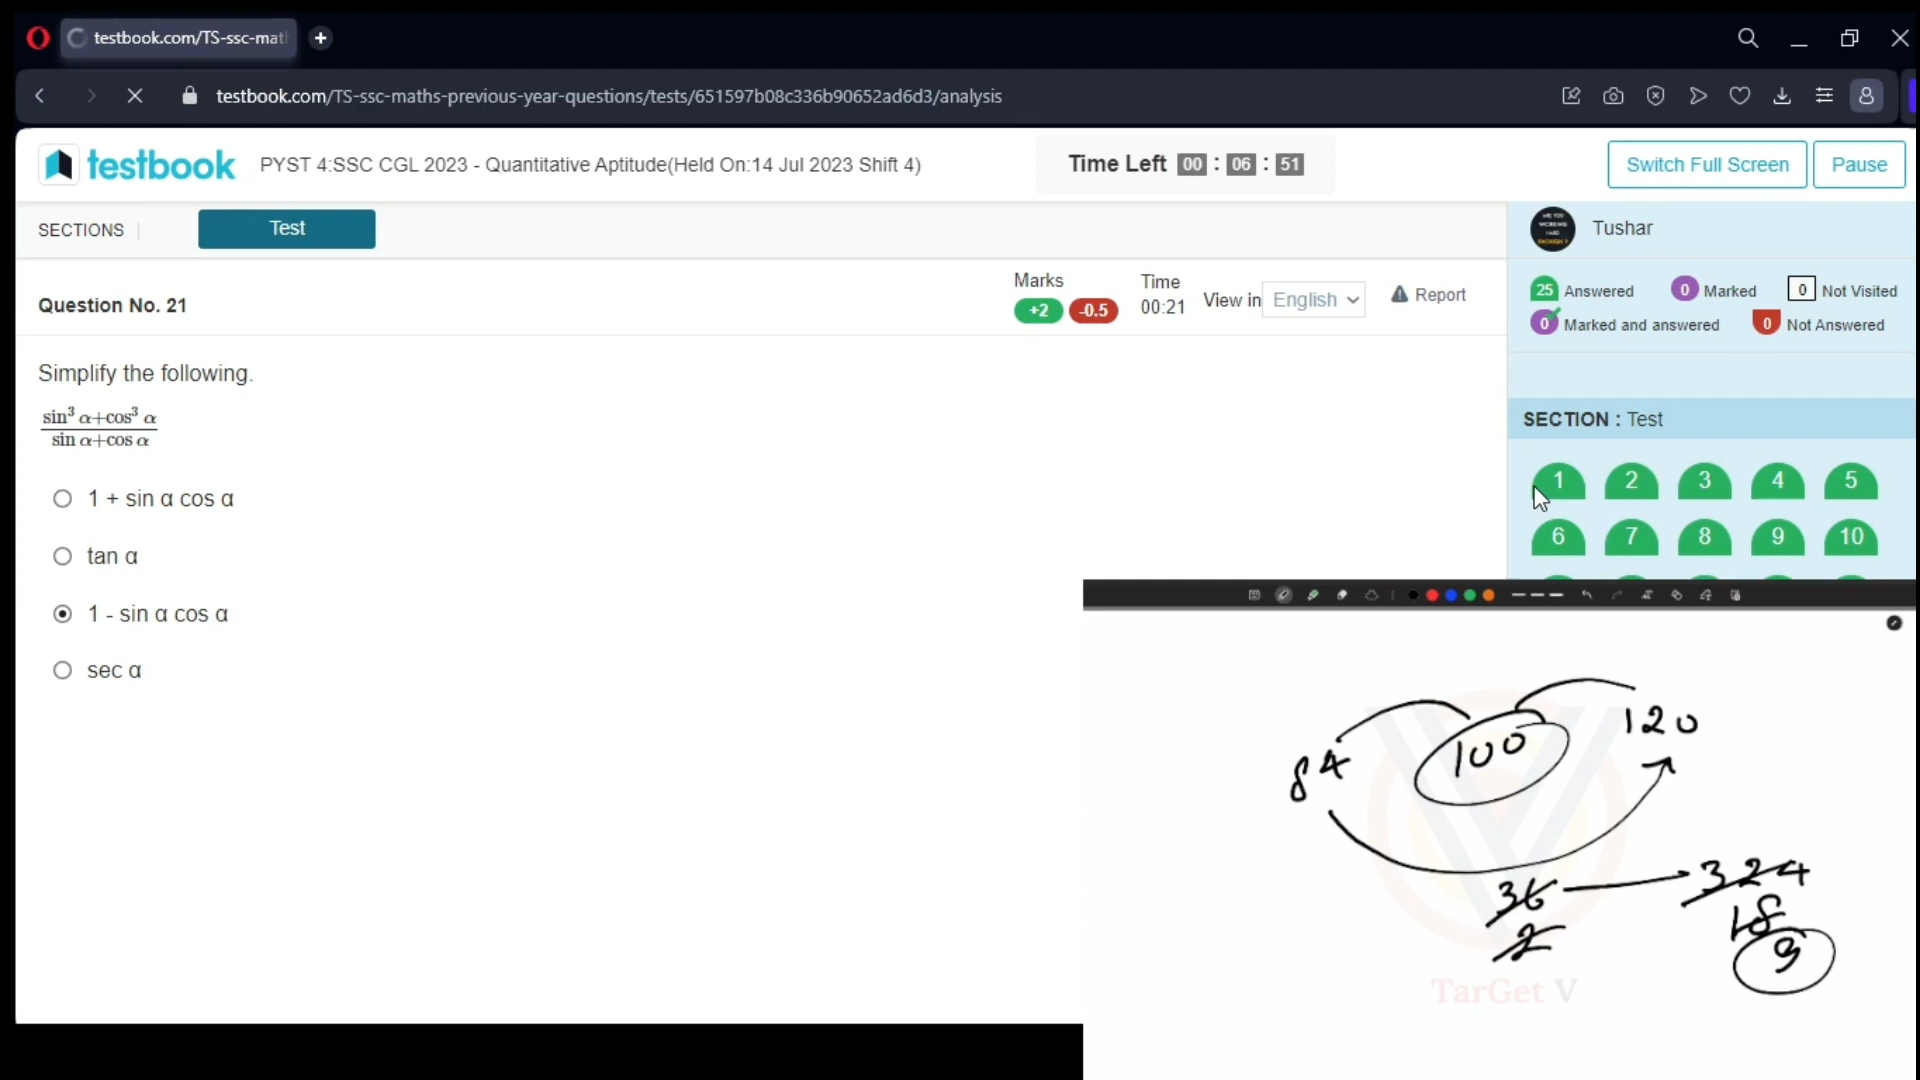 testbook.com/TS-ssc-mat
testbook.com/TS-ssc-maths-previous-year-questions/tests/651597b08c336b90652ad6d3/analysis
testbook PYST 4:SSC CGL 2023 - Quantitative Aptitude(Held On:14 Jul 2023 Shift 4) Time Left 00 : 06 : 51 Switch Full Screen Pause
SECTIONS Test
Tushar
Question No. 21 Marks +2 -0.5 Time 00:21 View in English Report
25 Answered 0 Marked 0 Not Visited
0 Marked and answered 0 Not Answered
Simplify the following.
sin³ α+cos³ α
sin α+cos α
1 + sin α cos α
tan α
1 - sin α cos α
sec α
SECTION : Test
1 2 3 4 5
6 7 8 9 10
84 100 120
36 324
2 18
9
TarGet V